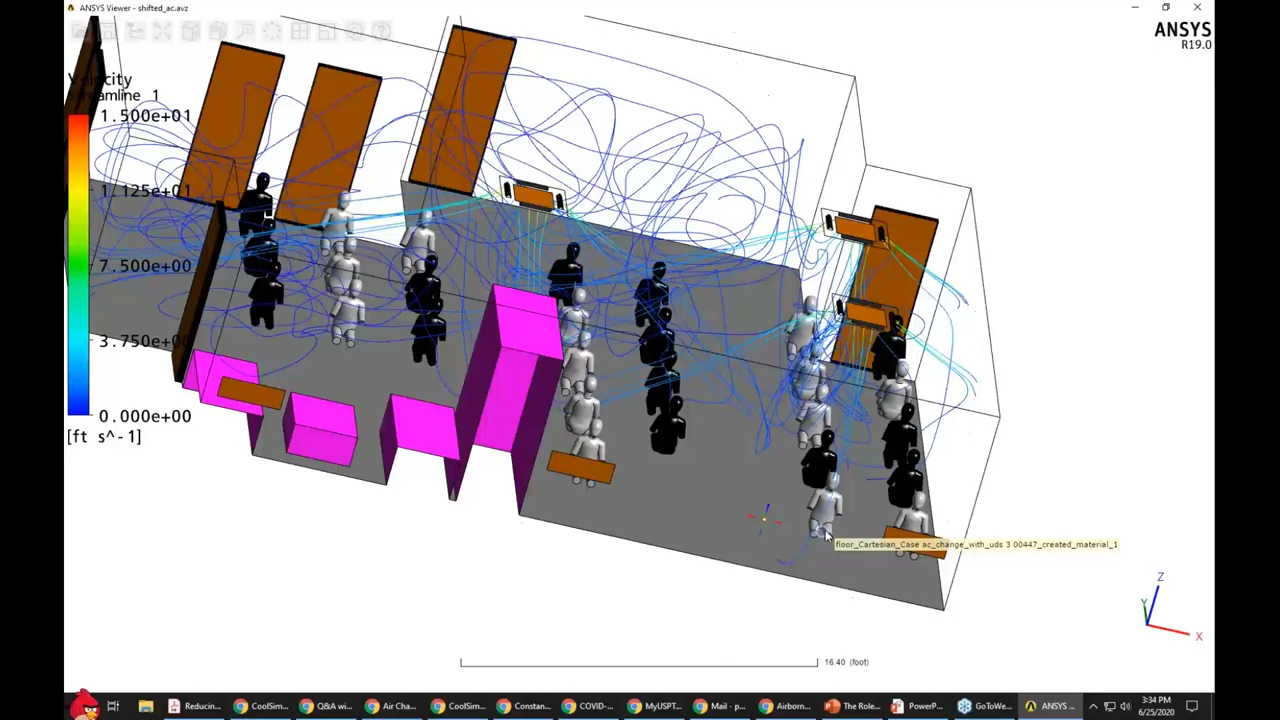 ANSYS Viewer - shifted_ac.avz
ANSYS
R19.0
Velocity
Streamline 1
1.500e+01
1.125e+01
7.500e+00
3.750e+00
0.000e+00
[ft s^-1]
floor_Cartesian_Case ac_change_with_uds 3 00447_created_material_1
Z
Y
X
16.40 (foot)
Reducin...
CoolSim...
Q&A wi...
Air Cha...
CoolSim...
Constan...
COVID-...
MyUSPT...
Mail - p...
Airborn...
The Role...
PowerP...
GoToWe...
ANSYS ...
3:34 PM
6/25/2020